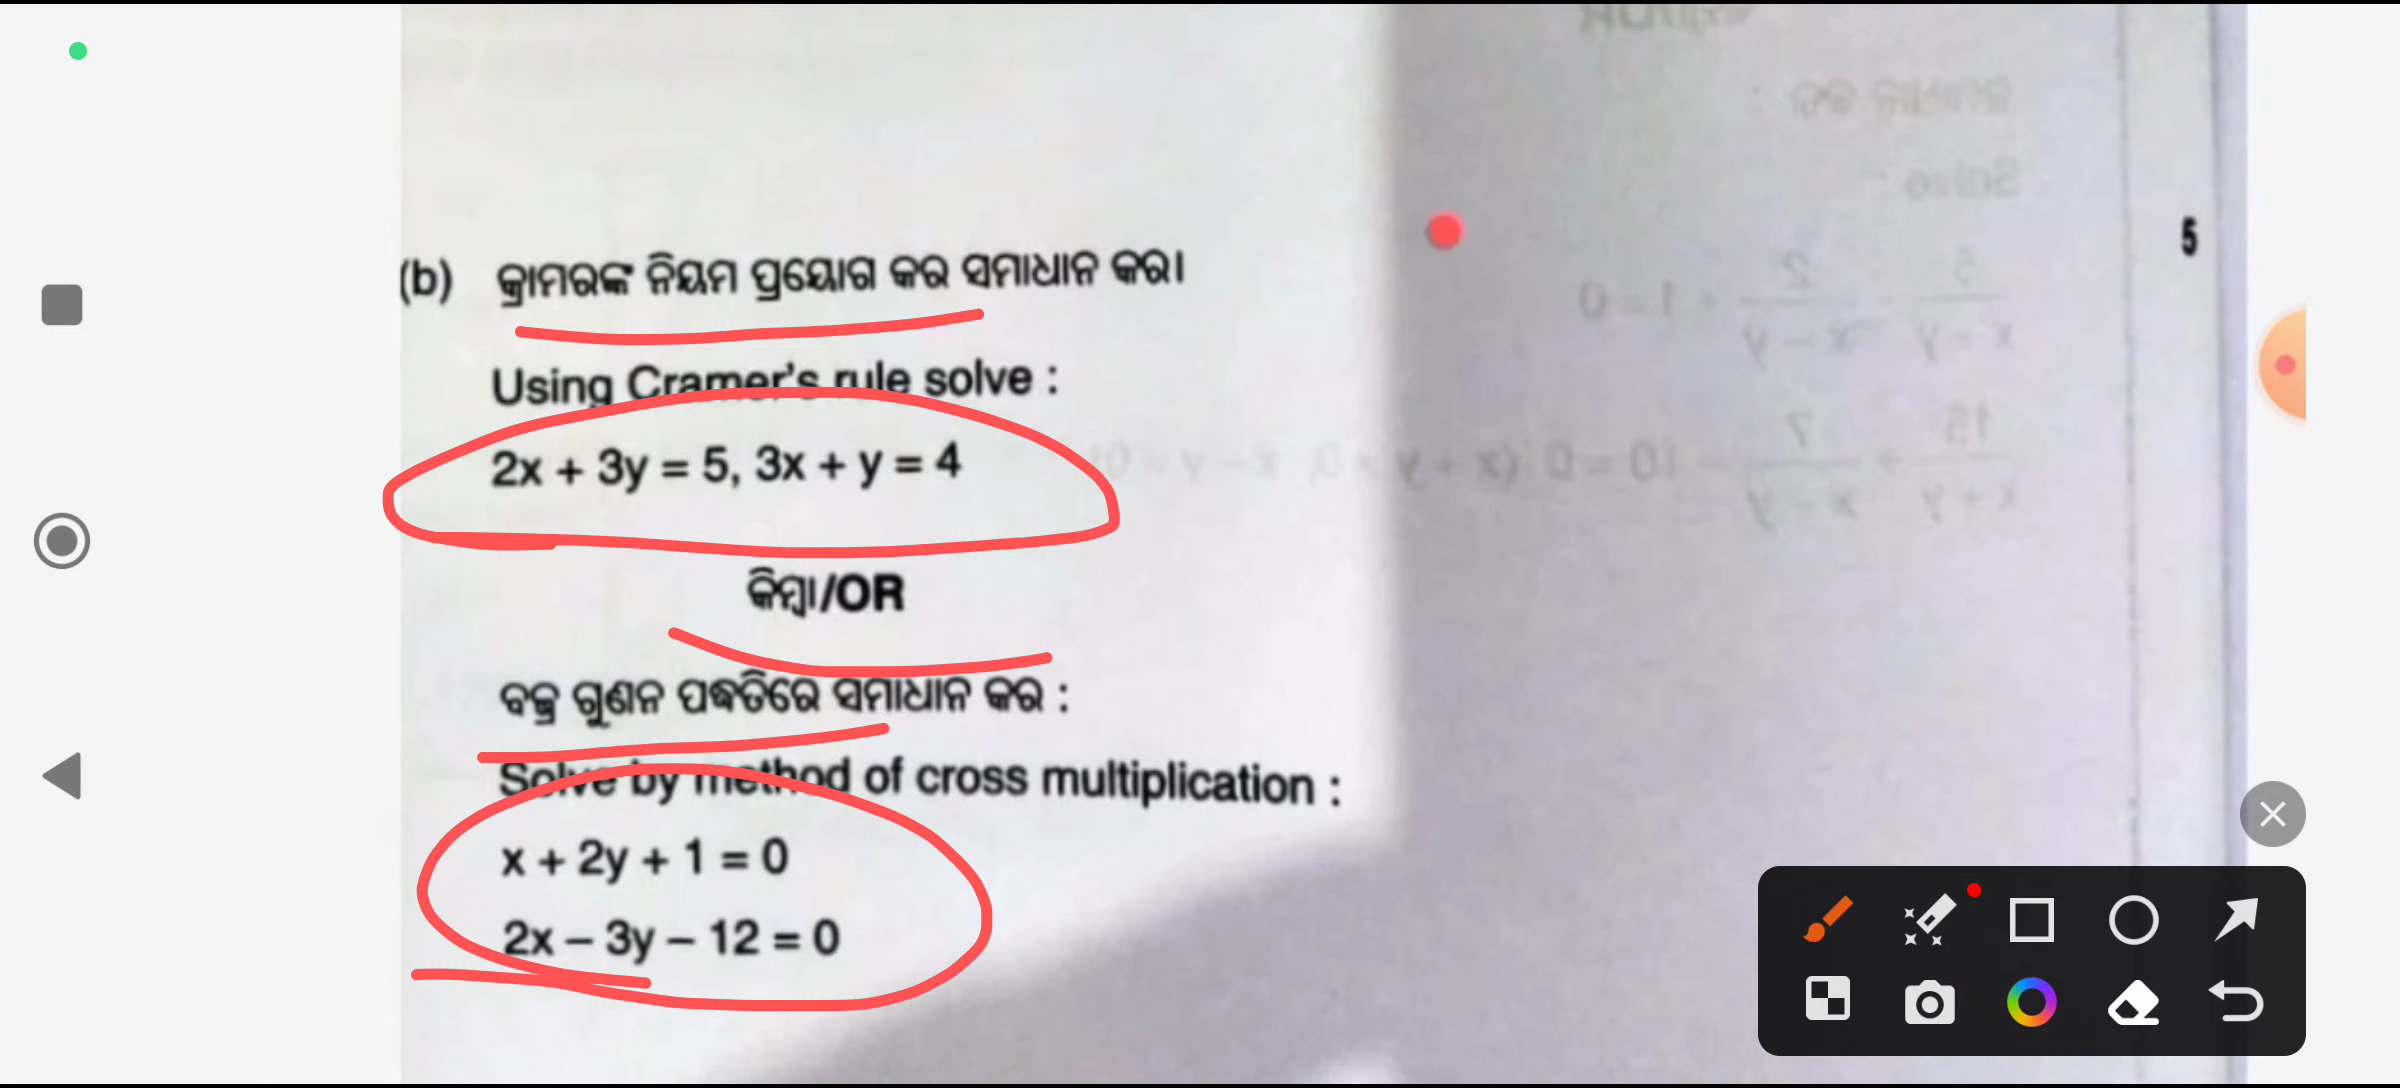 (b) କ୍ରାମରଙ୍କ ନିୟମ ପ୍ରୟୋଗ କର ସମାଧାନ କର।
5
Using Cramer's rule solve :
2x + 3y = 5, 3x + y = 4
କିମ୍ବା/OR
ବଜ୍ର ଗୁଣନ ପଦ୍ଧତିରେ ସମାଧାନ କର :
Solve by method of cross multiplication :
x + 2y + 1 = 0
2x – 3y – 12 = 0